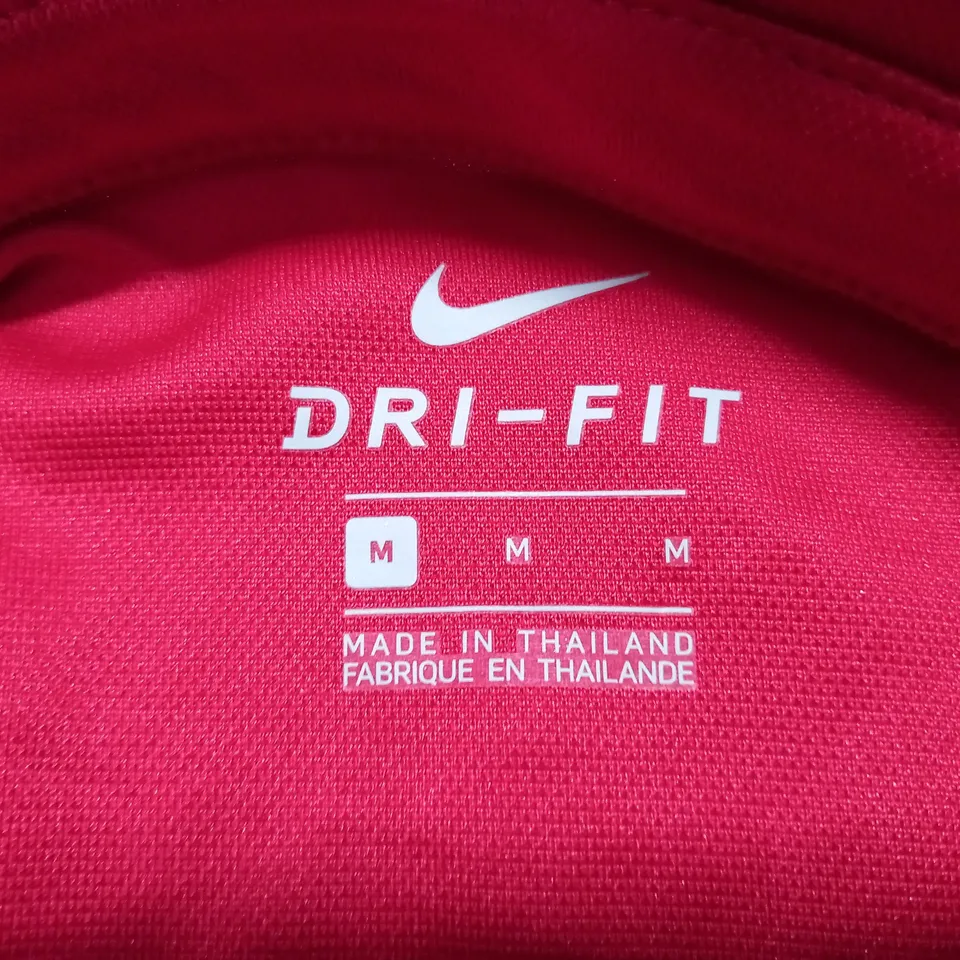 DRI-FIT
M M M
MADE IN THAILAND
FABRIQUE EN THAILANDE